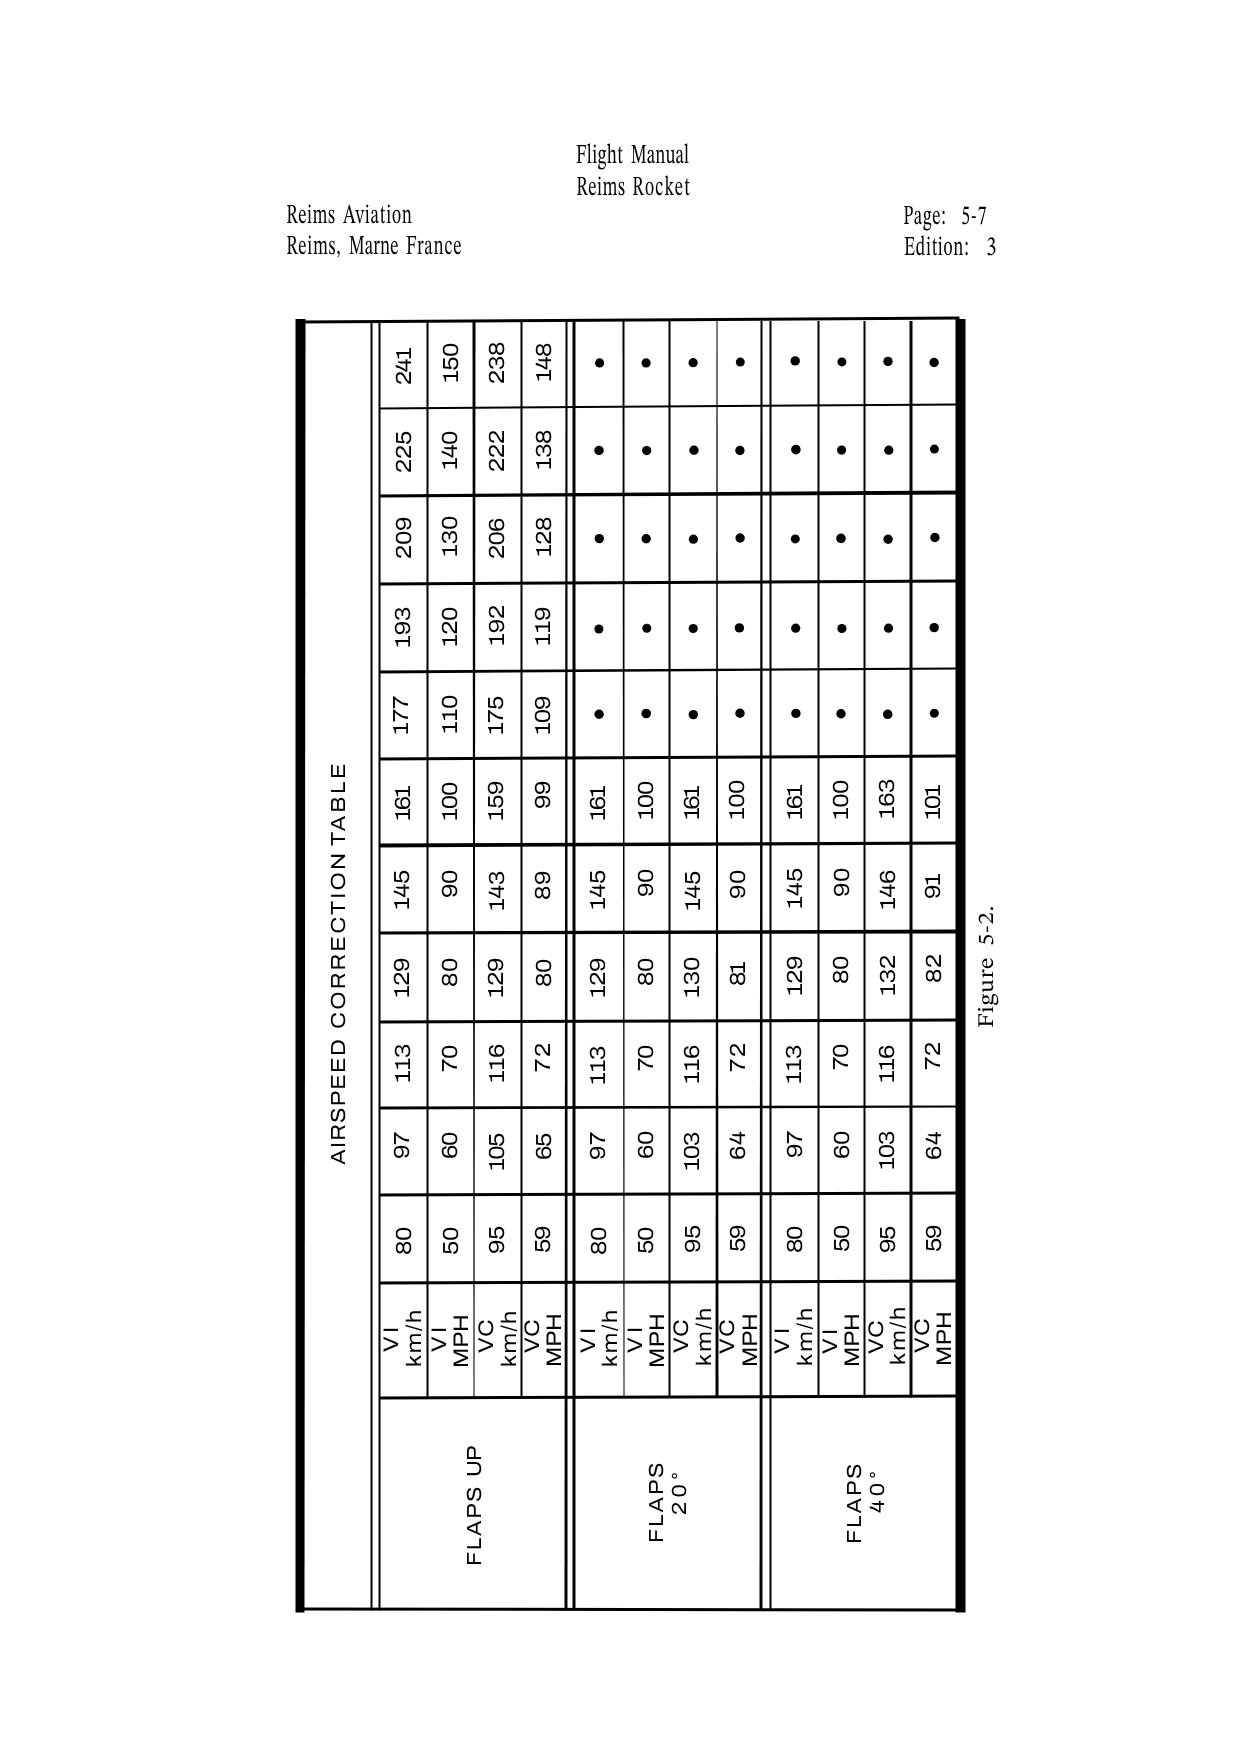 Flight Manual
Reims Rocket
Reims Aviation
Reims, Marne France
Page: 5-7
Edition: 3
AIRSPEED CORRECTION TABLE
FLAPS UP
VI km/h 80 97 113 129 145 161 177 193 209 225 241
VI MPH 50 60 70 80 90 100 110 120 130 140 150
VC km/h 95 105 116 129 143 159 175 192 206 222 238
VC MPH 59 65 72 80 89 99 109 119 128 138 148
FLAPS
20°
VI km/h 80 97 113 129 145 161 • • • • •
VI MPH 50 60 70 80 90 100 • • • • •
VC km/h 95 103 116 130 145 161 • • • • •
VC MPH 59 64 72 81 90 100 • • • • •
FLAPS
40°
VI km/h 80 97 113 129 145 161 • • • • •
VI MPH 50 60 70 80 90 100 • • • • •
VC km/h 95 103 116 132 146 163 • • • • •
VC MPH 59 64 72 82 91 101 • • • • •
Figure 5-2.